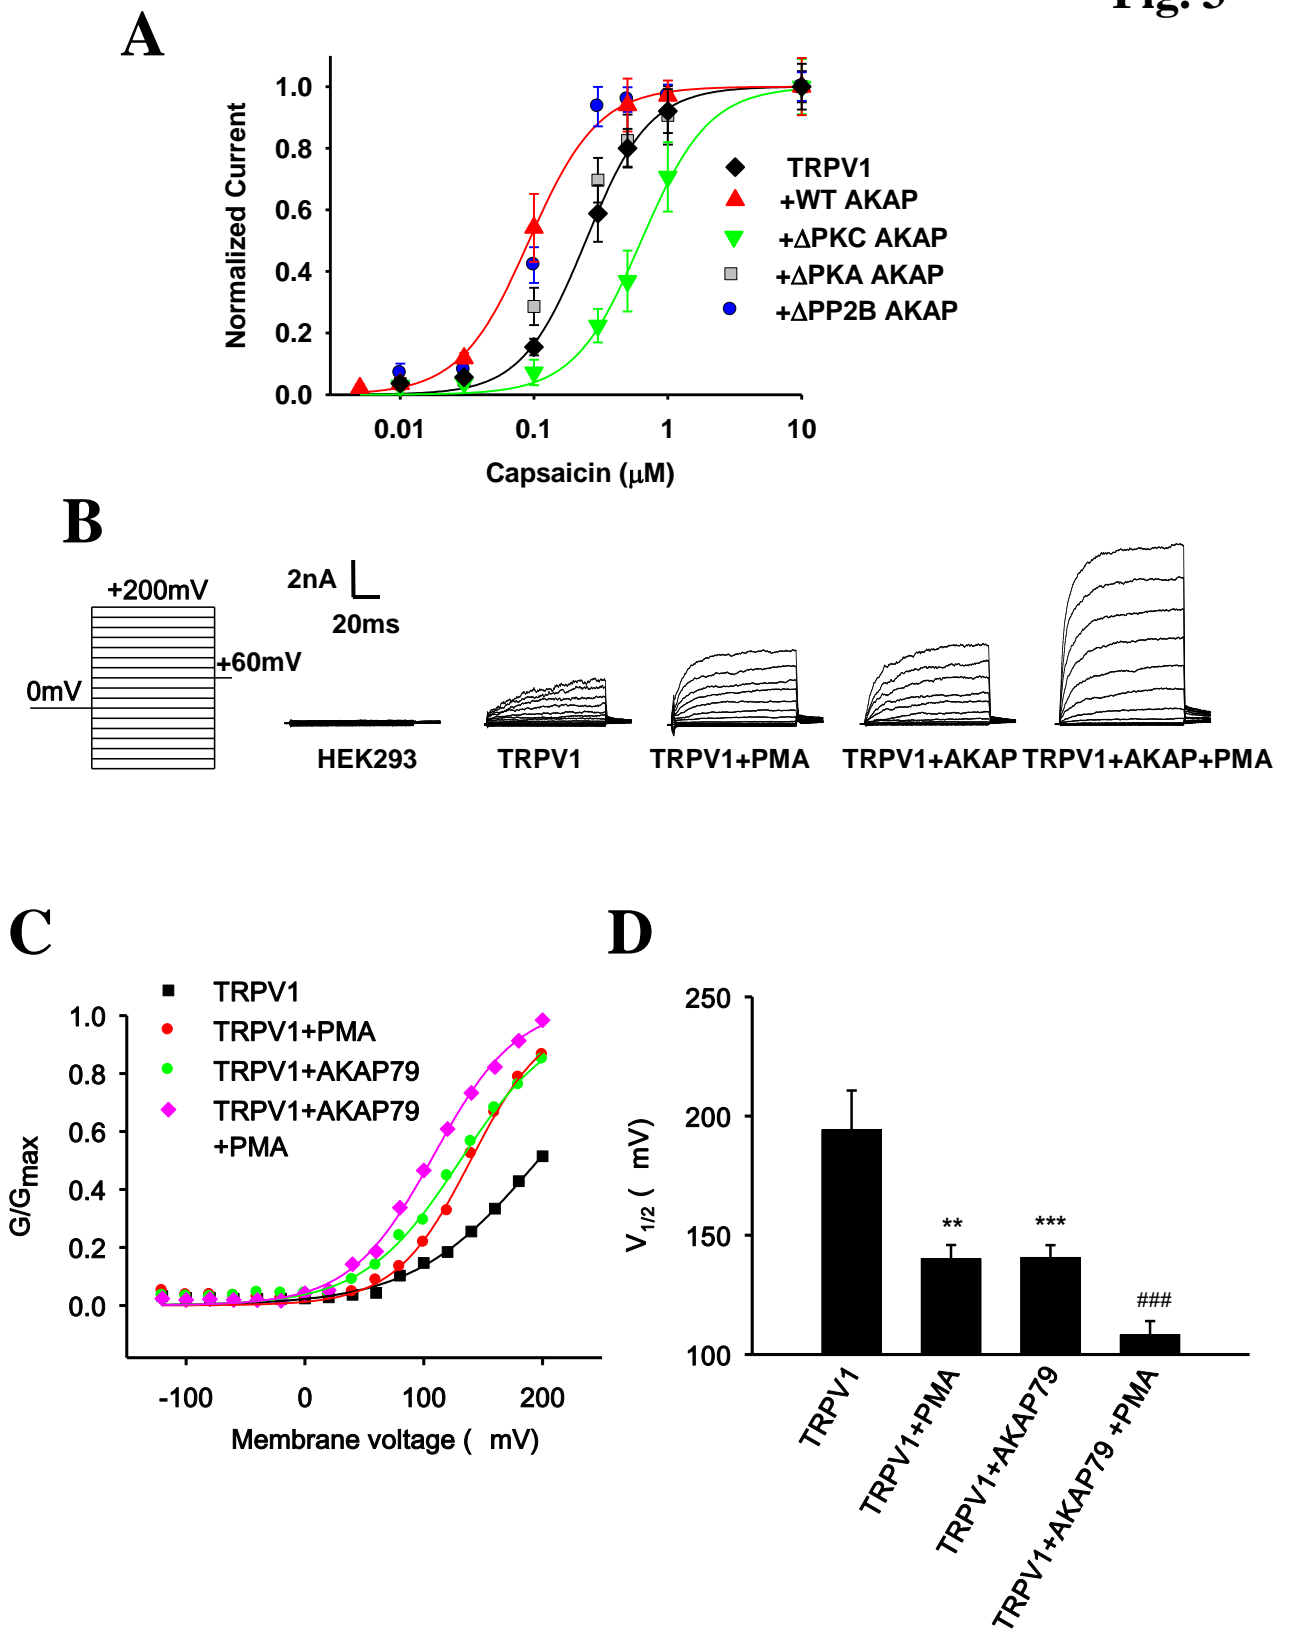 Fig. 5
A
1.0
0.8
0.6
0.4
0.2
0.0
Normalized Current
0.01 0.1 1 10
Capsaicin (μM)
TRPV1
+WT AKAP
+ΔPKC AKAP
+ΔPKA AKAP
+ΔPP2B AKAP
B
+200mV
+60mV
0mV
2nA
20ms
HEK293 TRPV1 TRPV1+PMA TRPV1+AKAP TRPV1+AKAP+PMA
C
TRPV1
TRPV1+PMA
TRPV1+AKAP79
TRPV1+AKAP79
+PMA
1.0
0.8
0.6
0.4
0.2
0.0
G/Gmax
-100 0 100 200
Membrane voltage ( mV)
D
250
200
150
100
V1/2 ( mV)
**
***
###
TRPV1
TRPV1+PMA
TRPV1+AKAP79
TRPV1+AKAP79 +PMA